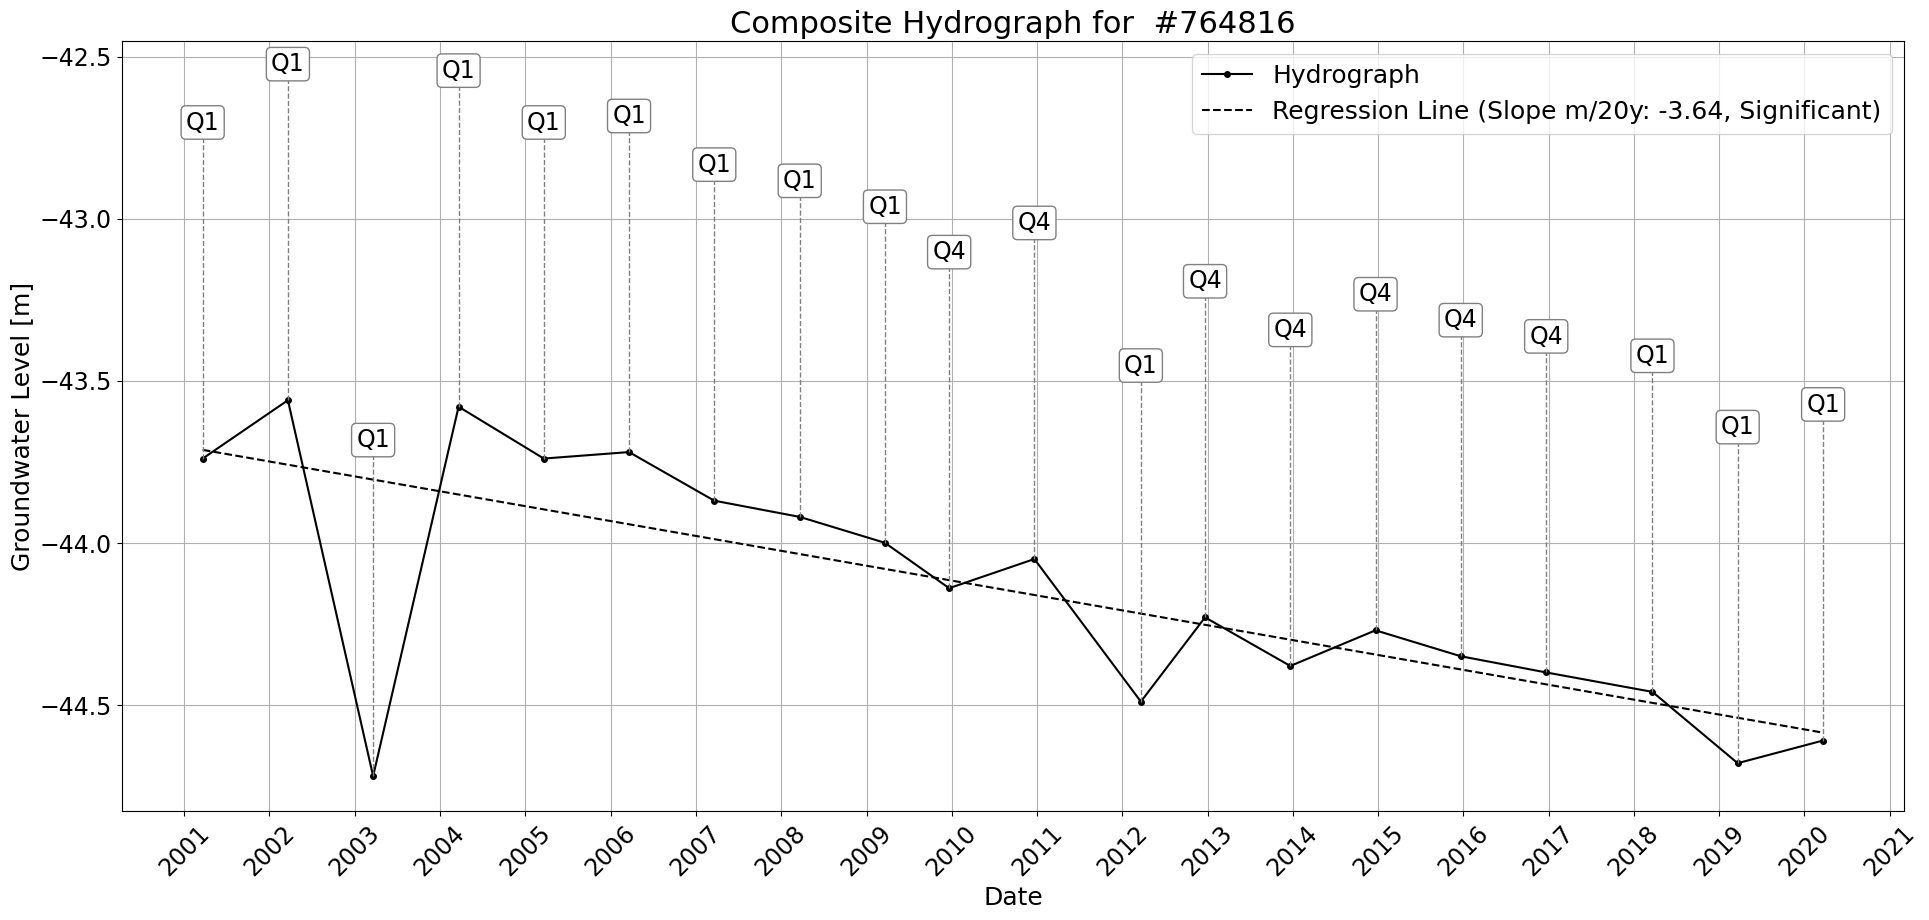 Composite Hydrograph for  #764816
Hydrograph
Regression Line (Slope m/20y: -3.64, Significant)
Groundwater Level [m]
−42.5
−43.0
−43.5
−44.0
−44.5
Q1
Q1
Q1
Q1
Q1
Q1
Q1
Q1
Q1
Q4
Q4
Q1
Q4
Q4
Q4
Q4
Q4
Q1
Q1
Q1
2001
2002
2003
2004
2005
2006
2007
2008
2009
2010
2011
2012
2013
2014
2015
2016
2017
2018
2019
2020
2021
Date